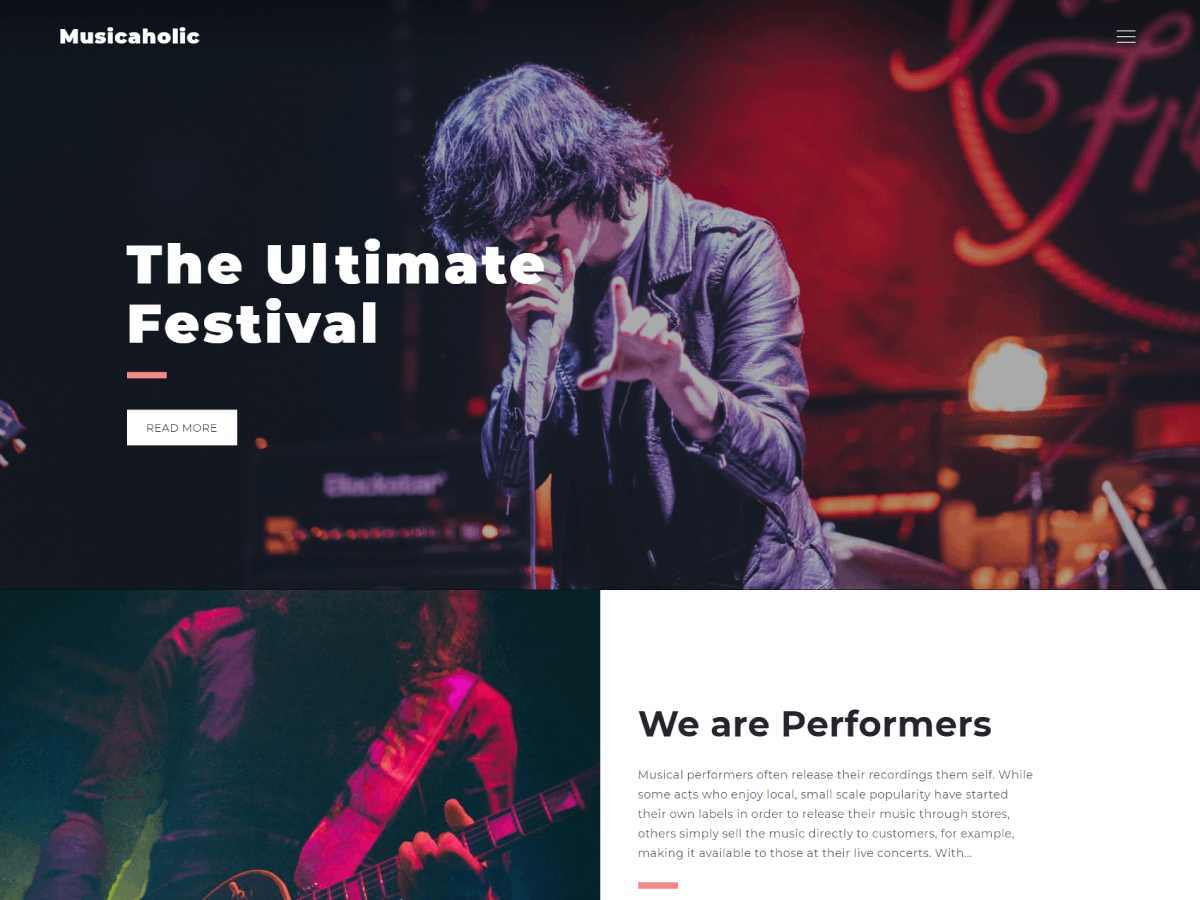 Musicaholic
The Ultimate
Festival
READ MORE
Blackstar
We are Performers
Musical performers often release their recordings them self. While
some acts who enjoy local, small scale popularity have started
their own labels in order to release their music through stores,
others simply sell the music directly to customers, for example,
making it available to those at their live concerts. With...